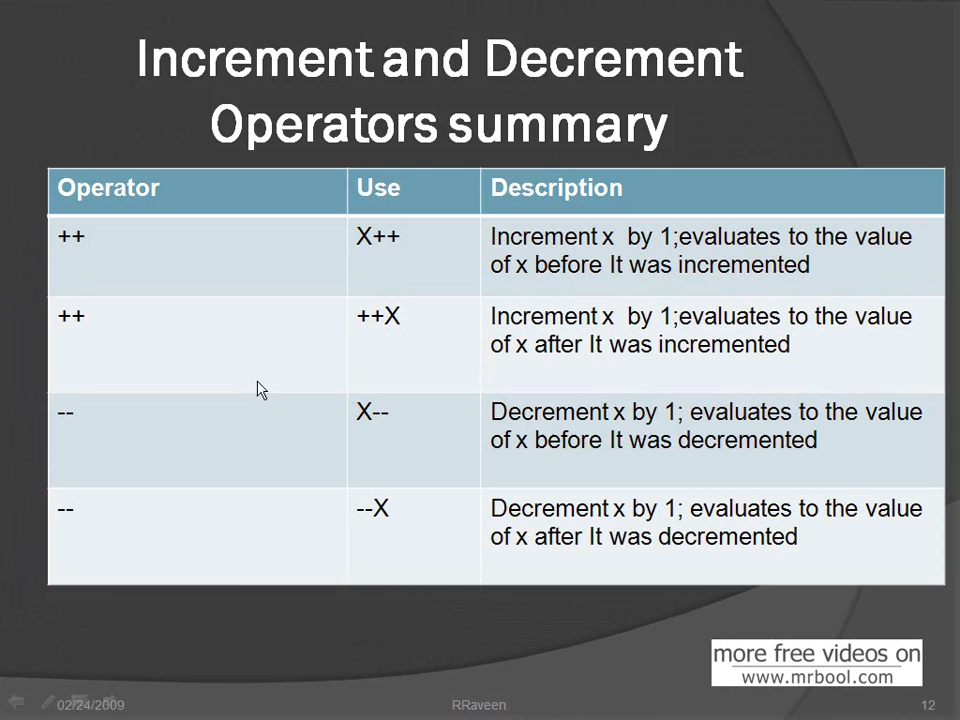 Increment and Decrement
Operators summary
Operator Use Description
++ X++ Increment x by 1;evaluates to the value
of x before It was incremented
++ ++X Increment x by 1;evaluates to the value
of x after It was incremented
-- X-- Decrement x by 1; evaluates to the value
of x before It was decremented
-- --X Decrement x by 1; evaluates to the value
of x after It was decremented
more free videos on
www.mrbool.com
02/24/2009 RRaveen 12